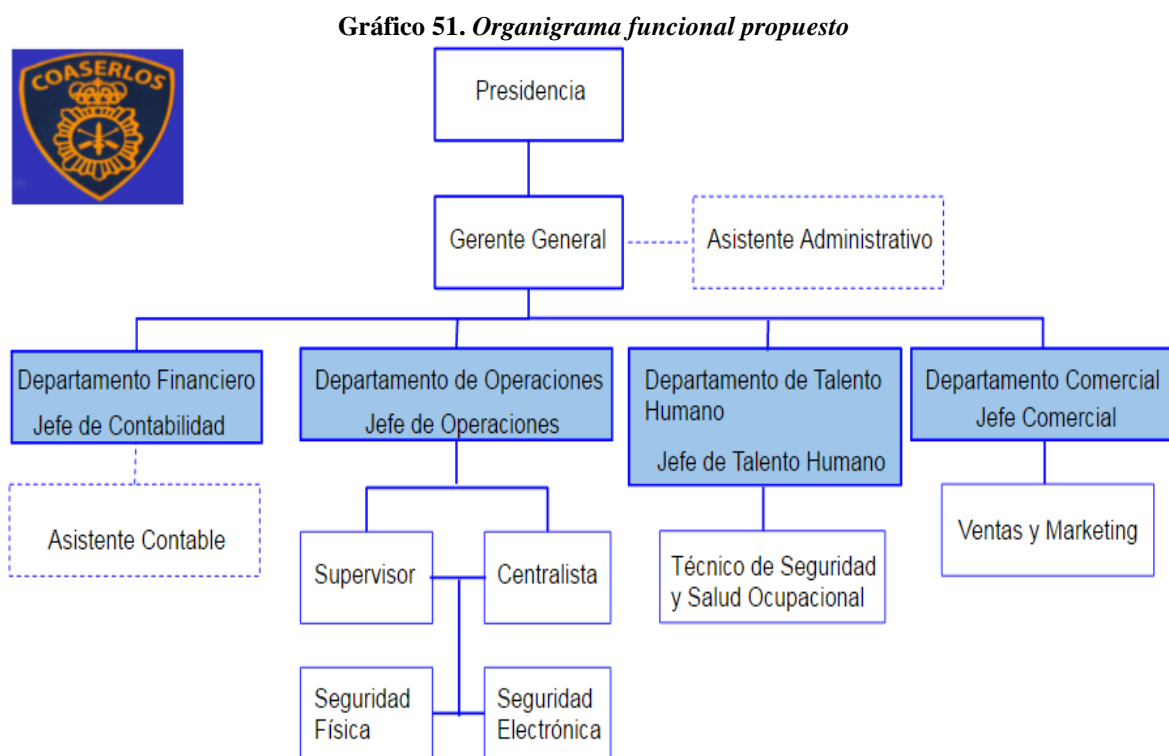 Gráfico 51. Organigrama funcional propuesto
COASERLOS
Presidencia
Gerente General
Asistente Administrativo
Departamento Financiero
Jefe de Contabilidad
Departamento de Operaciones
Jefe de Operaciones
Departamento de Talento
Humano
Jefe de Talento Humano
Departamento Comercial
Jefe Comercial
Asistente Contable
Supervisor
Centralista
Técnico de Seguridad
y Salud Ocupacional
Ventas y Marketing
Seguridad
Física
Seguridad
Electrónica